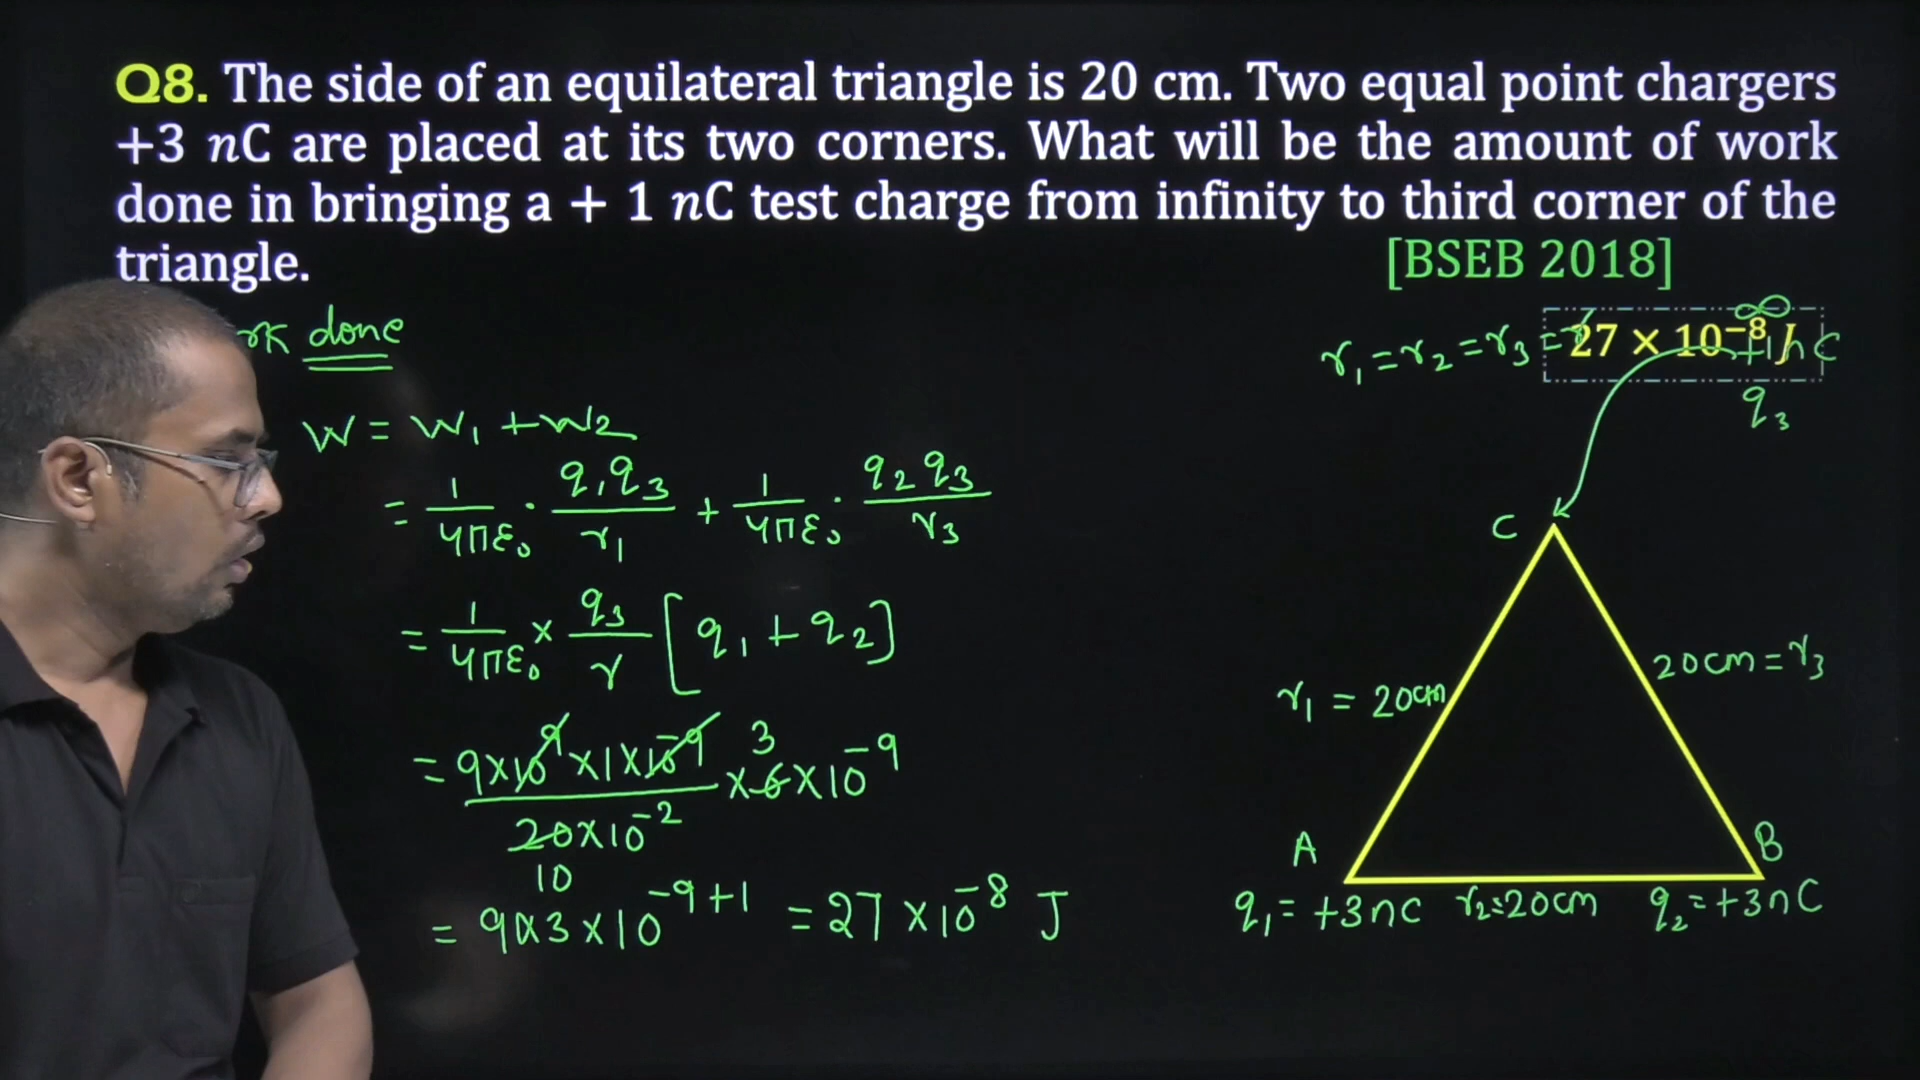 Q8. The side of an equilateral triangle is 20 cm. Two equal point chargers
+3 nC are placed at its two corners. What will be the amount of work
done in bringing a + 1 nC test charge from infinity to third corner of the
triangle. [BSEB 2018]
rk done
W = W₁ + W₂
= 1/4πε₀ · q₁q₃/r₁ + 1/4πε₀ · q₂q₃/r₃
= 1/4πε₀ × q₃/r [q₁ + q₂]
= 9×10⁹×1×10⁻⁹/20×10⁻² ×6×10⁻⁹
3
10
= 9×3×10⁻⁹⁺¹ = 27×10⁻⁸ J
r₁ = r₂ = r₃ =
27 × 10⁻⁸ J
∞
+1nC
q₃
C
r₁ = 20cm
20cm = r₃
A
B
q₁ = +3nC r₂=20cm q₂ = +3nC